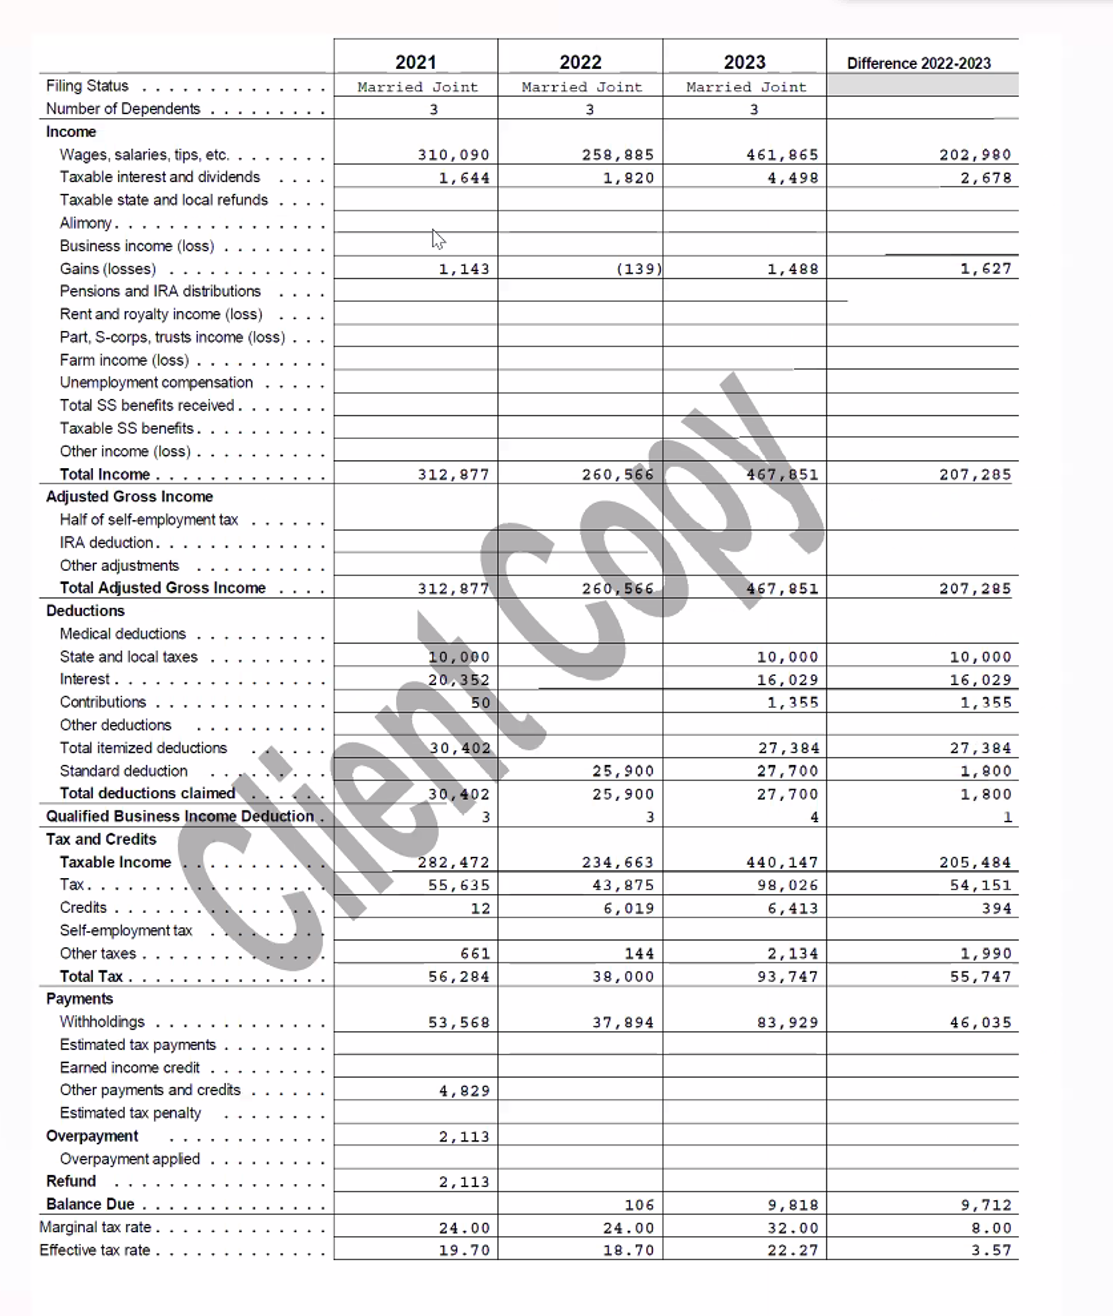 2021 2022 2023 Difference 2022-2023
Filing Status . . . . . . . . . . . . . . Married Joint Married Joint Married Joint
Number of Dependents . . . . . . . . . 3 3 3
Income
Wages, salaries, tips, etc. . . . . . . . 310,090 258,885 461,865 202,980
Taxable interest and dividends . . . . 1,644 1,820 4,498 2,678
Taxable state and local refunds . . . .
Alimony. . . . . . . . . . . . . . . .
Business income (loss) . . . . . . . .
Gains (losses) . . . . . . . . . . . . 1,143 (139) 1,488 1,627
Pensions and IRA distributions . . . .
Rent and royalty income (loss) . . . .
Part, S-corps, trusts income (loss) . . .
Farm income (loss) . . . . . . . . . .
Unemployment compensation . . . . .
Total SS benefits received. . . . . . .
Taxable SS benefits. . . . . . . . . .
Other income (loss) . . . . . . . . . .
Total Income . . . . . . . . . . . . . 312,877 260,566 467,851 207,285
Adjusted Gross Income
Half of self-employment tax . . . . . .
IRA deduction. . . . . . . . . . . . .
Other adjustments . . . . . . . . . .
Total Adjusted Gross Income . . . . 312,877 260,566 467,851 207,285
Deductions
Medical deductions . . . . . . . . . .
State and local taxes . . . . . . . . . 10,000 10,000 10,000
Interest . . . . . . . . . . . . . . . . 20,352 16,029 16,029
Contributions . . . . . . . . . . . . . 50 1,355 1,355
Other deductions . . . . . . . . . .
Total itemized deductions . . . . . . 30,402 27,384 27,384
Standard deduction . . . . . . . . . 25,900 27,700 1,800
Total deductions claimed . . . . . . 30,402 25,900 27,700 1,800
Qualified Business Income Deduction . 3 3 4 1
Tax and Credits
Taxable Income . . . . . . . . . . . 282,472 234,663 440,147 205,484
Tax. . . . . . . . . . . . . . . . . . 55,635 43,875 98,026 54,151
Credits . . . . . . . . . . . . . . . . 12 6,019 6,413 394
Self-employment tax . . . . . . . . .
Other taxes . . . . . . . . . . . . . . 661 144 2,134 1,990
Total Tax . . . . . . . . . . . . . . . 56,284 38,000 93,747 55,747
Payments
Withholdings . . . . . . . . . . . . . 53,568 37,894 83,929 46,035
Estimated tax payments . . . . . . . .
Earned income credit . . . . . . . . .
Other payments and credits . . . . . . 4,829
Estimated tax penalty . . . . . . . .
Overpayment . . . . . . . . . . . . 2,113
Overpayment applied . . . . . . . . .
Refund . . . . . . . . . . . . . . . 2,113
Balance Due . . . . . . . . . . . . . . 106 9,818 9,712
Marginal tax rate . . . . . . . . . . . . . 24.00 24.00 32.00 8.00
Effective tax rate . . . . . . . . . . . . . 19.70 18.70 22.27 3.57
Client Copy